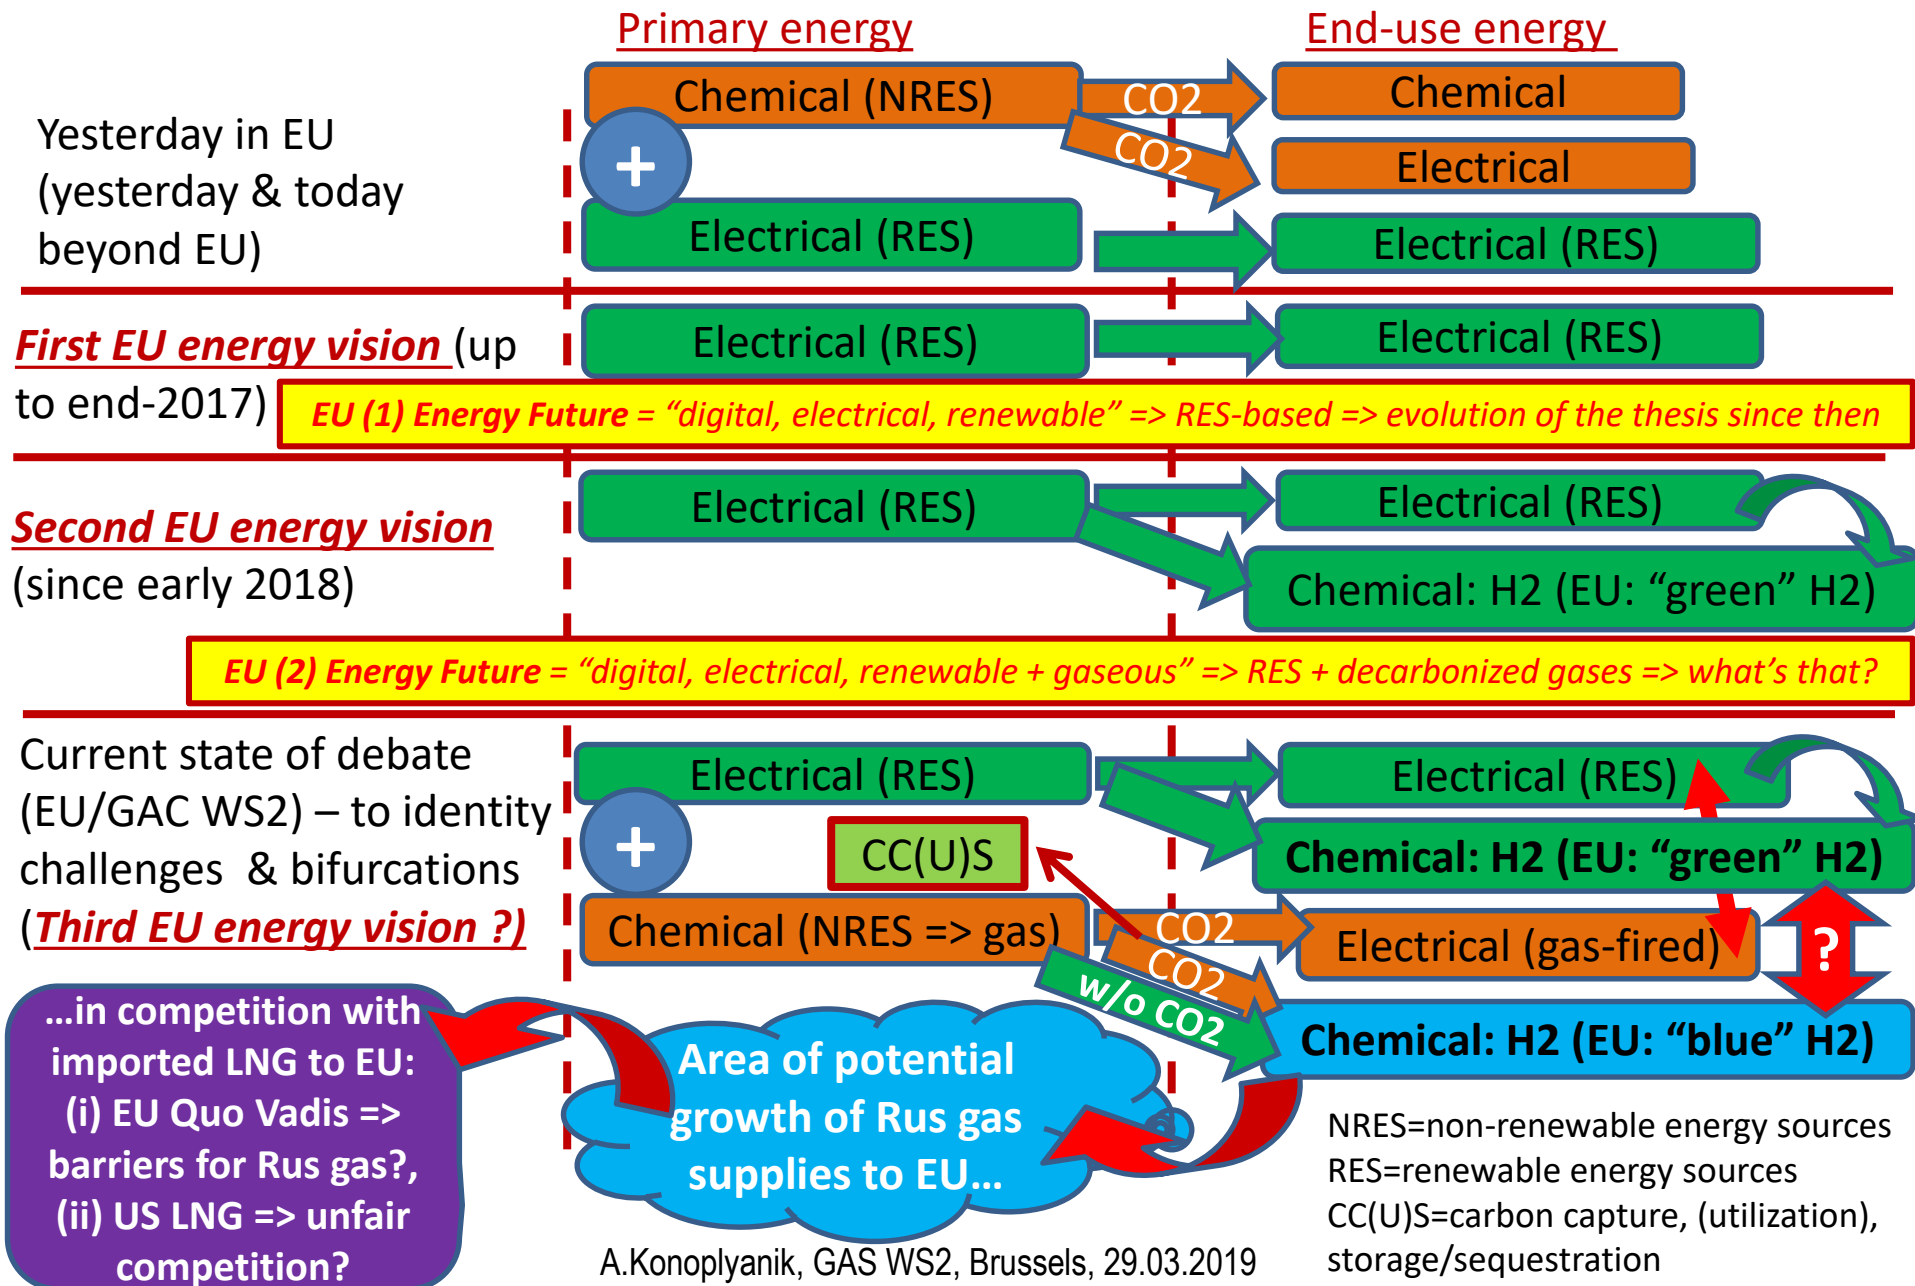 Primary energy
End-use energy
Yesterday in EU
(yesterday & today
beyond EU)
Chemical (NRES)
CO2
CO2
Chemical
Electrical
+
Electrical (RES)
Electrical (RES)
First EU energy vision (up
to end-2017)
Electrical (RES)
Electrical (RES)
EU (1) Energy Future = “digital, electrical, renewable” => RES-based => evolution of the thesis since then
Second EU energy vision
(since early 2018)
Electrical (RES)
Electrical (RES)
Chemical: H2 (EU: “green” H2)
EU (2) Energy Future = “digital, electrical, renewable + gaseous” => RES + decarbonized gases => what’s that?
Current state of debate
(EU/GAC WS2) – to identity
challenges & bifurcations
(Third EU energy vision ?)
Electrical (RES)
Electrical (RES)
+
CC(U)S
Chemical: H2 (EU: “green” H2)
Chemical (NRES => gas)
CO2
CO2
w/o CO2
Electrical (gas-fired)
?
Chemical: H2 (EU: “blue” H2)
...in competition with
imported LNG to EU:
(i) EU Quo Vadis =>
barriers for Rus gas?,
(ii) US LNG => unfair
competition?
Area of potential
growth of Rus gas
supplies to EU...
NRES=non-renewable energy sources
RES=renewable energy sources
CC(U)S=carbon capture, (utilization),
storage/sequestration
A.Konoplyanik, GAS WS2, Brussels, 29.03.2019